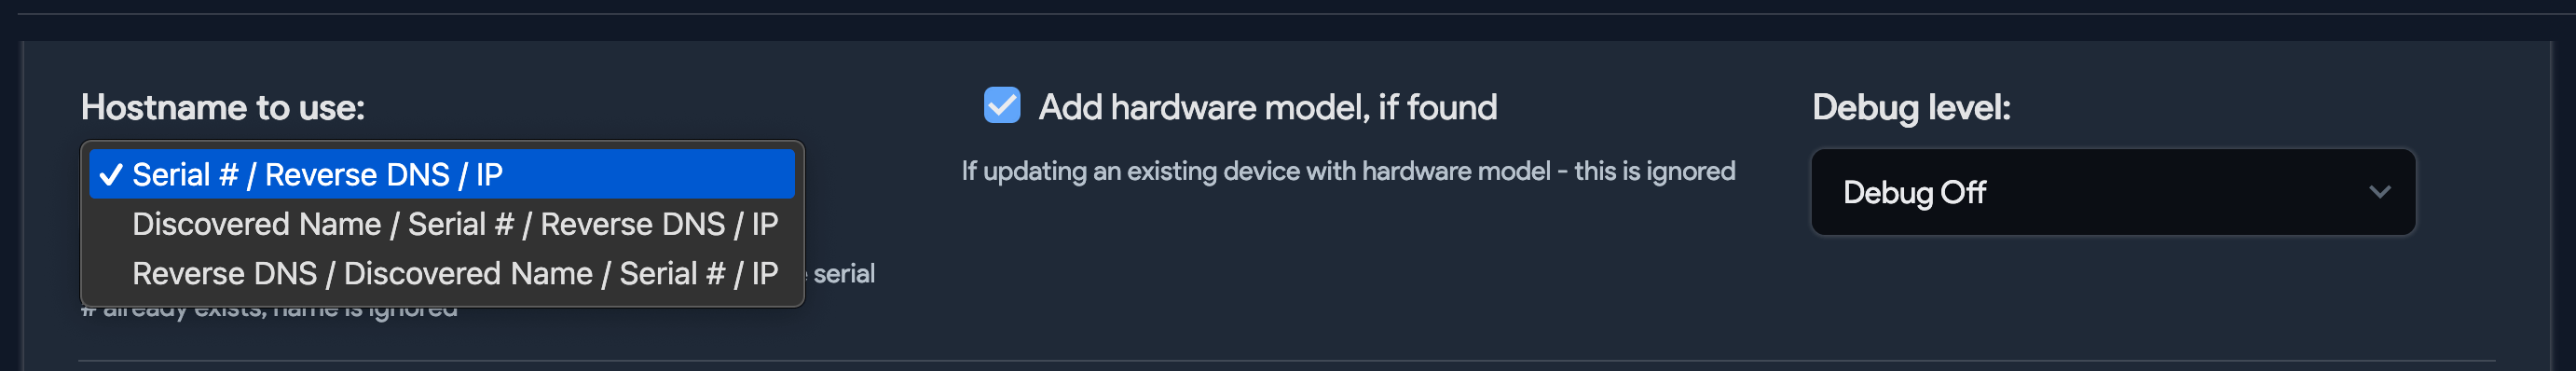 Hostname to use:
Serial # / Reverse DNS / IP
Discovered Name / Serial # / Reverse DNS / IP
Reverse DNS / Discovered Name / Serial # / IP
serial
# already exists, name is ignored
Add hardware model, if found
If updating an existing device with hardware model - this is ignored
Debug level:
Debug Off